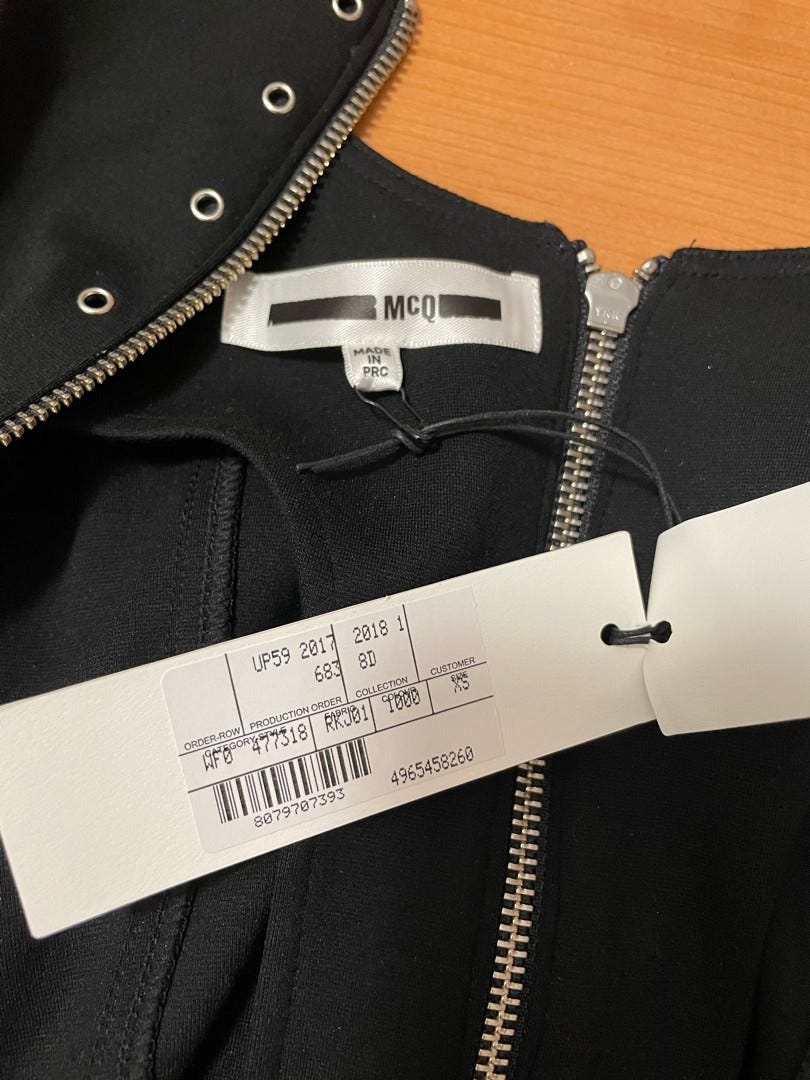 McQ
MADE
IN
PRC
YKK
UP59 2017 2018 1
683 8D
ORDER-ROW PRODUCTION ORDER COLLECTION CUSTOMER
CATEGORY STYLE FABRIC COLOUR SIZE
WF0 477318 RKJ01 1000 XS
8079707393 4965458260